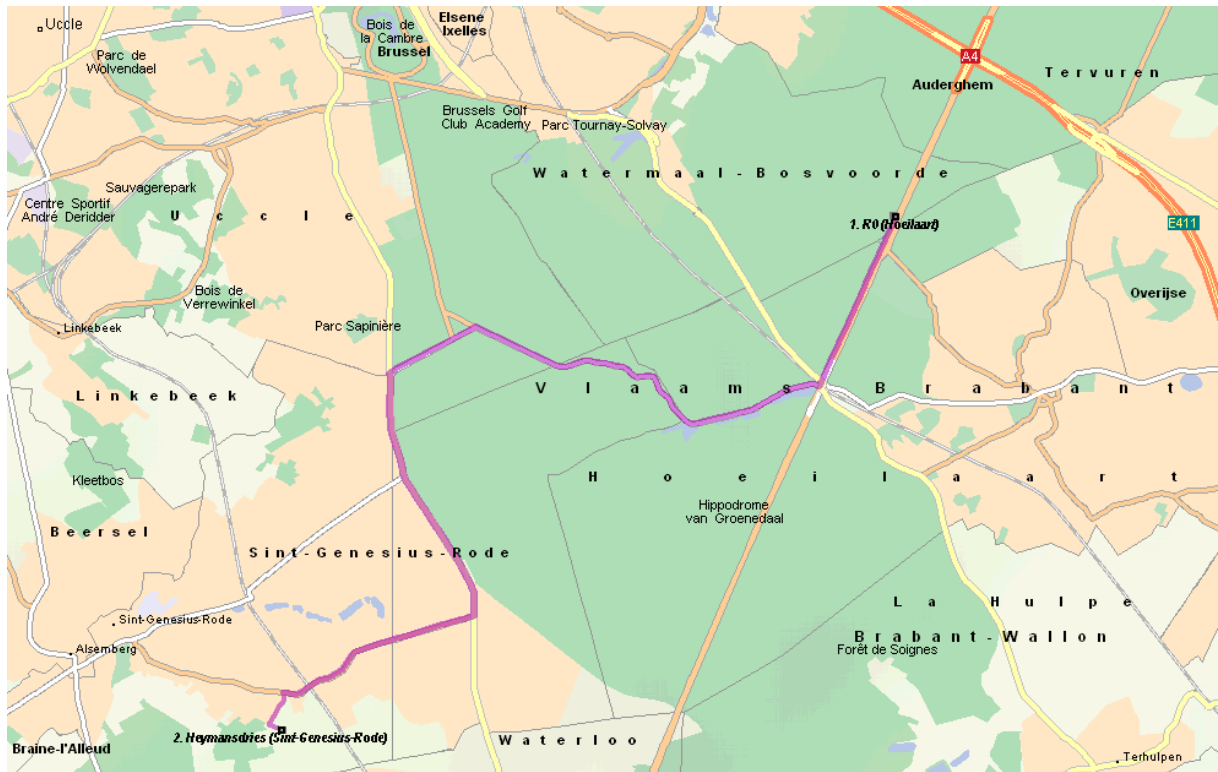 Uccle
Elsene
Ixelles
Bois de
la Cambre
Brussel
Parc de
Wolvendael
A4
Tervuren
Auderghem
Brussels Golf
Club Academy
Parc Tournay-Solvay
Watermaal-Bosvoorde
Sauvagerepark
Centre Sportif
André Deridder
Uccle
1. R0 (Hoeilaart)
E411
Bois de
Verrewinkel
Overijse
Parc Sapinière
Linkebeek
Linkebeek
Vlaams-Brabant
Kleetbos
Hoeilaart
Hippodrome
van Groenedaal
Beersel
Sint-Genesius-Rode
La Hulpe
Sint-Genesius-Rode
Brabant-Wallon
Alsemberg
Forêt de Soignes
2. Heymansdries (Sint-Genesius-Rode)
Waterloo
Braine-l'Alleud
Terhulpen